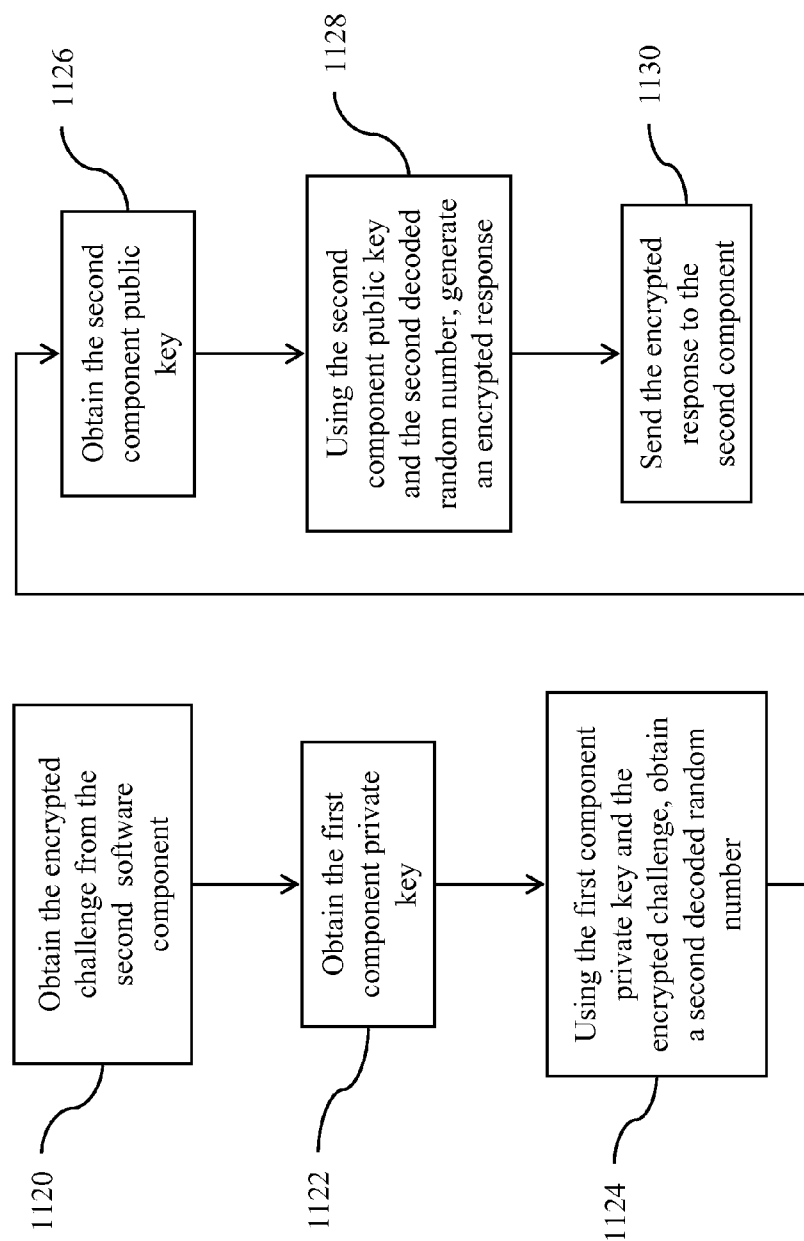 1120
Obtain the encrypted
challenge from the
second software
component
1122
Obtain the first
component private
key
1124
Using the first component
private key and the
encrypted challenge, obtain
a second decoded random
number
1126
Obtain the second
component public
key
1128
Using the second
component public key
and the second decoded
random number, generate
an encrypted response
1130
Send the encrypted
response to the
second component